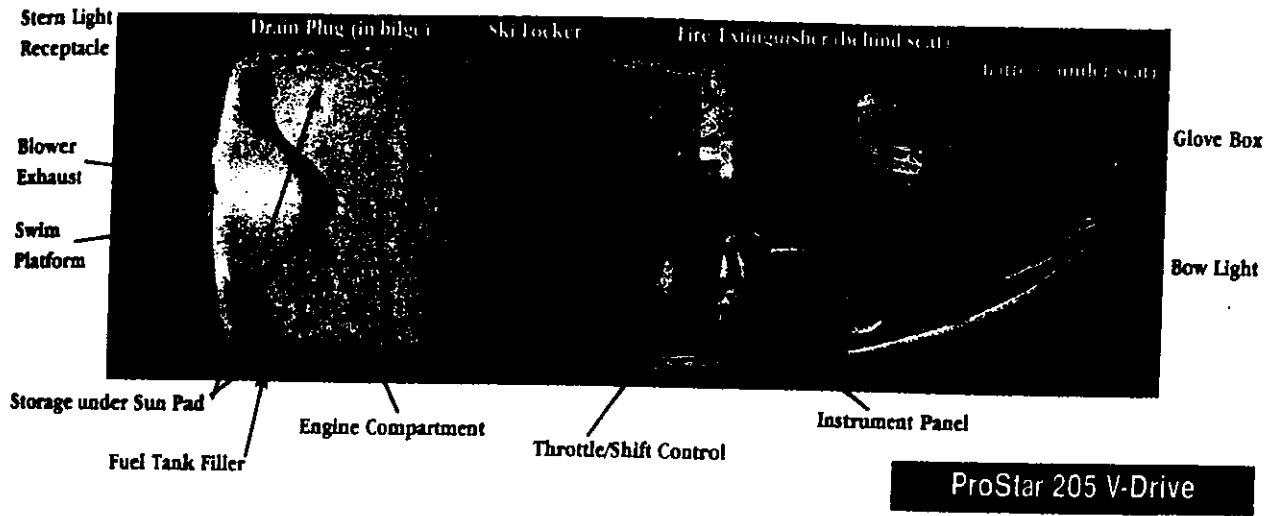 Stern Light
Receptacle
Drain Plug (in bilge)
Ski Locker
Fire Extinguisher (behind seat)
under seat)
Blower
Exhaust
Glove Box
Swim
Platform
Bow Light
Storage under Sun Pad
Engine Compartment
Instrument Panel
Fuel Tank Filler
Throttle/Shift Control
ProStar 205 V-Drive